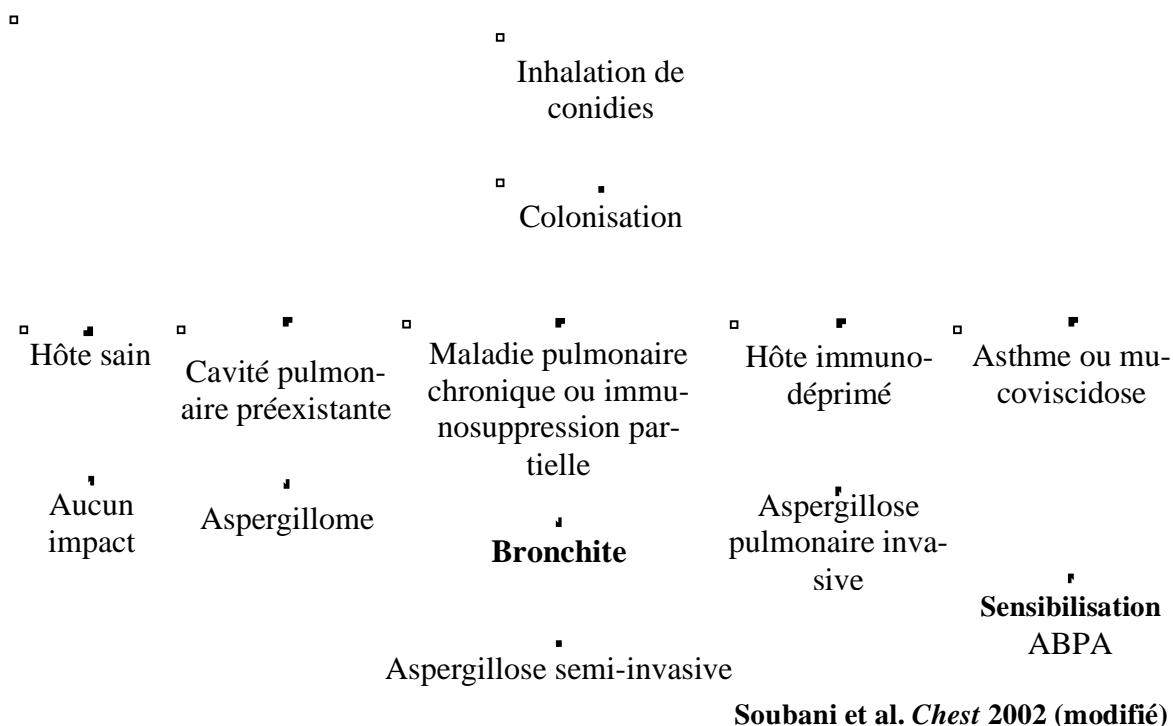 Inhalation de
conidies
Colonisation
Hôte sain
Cavité pulmon-
aire préexistante
Maladie pulmonaire
chronique ou immu-
nosuppression par-
tielle
Hôte immuno-
déprimé
Asthme ou mu-
coviscidose
Aucun
impact
Aspergillome
Bronchite
Aspergillose
pulmonaire inva-
sive
Sensibilisation
ABPA
Aspergillose semi-invasive
Soubani et al. Chest 2002 (modifié)